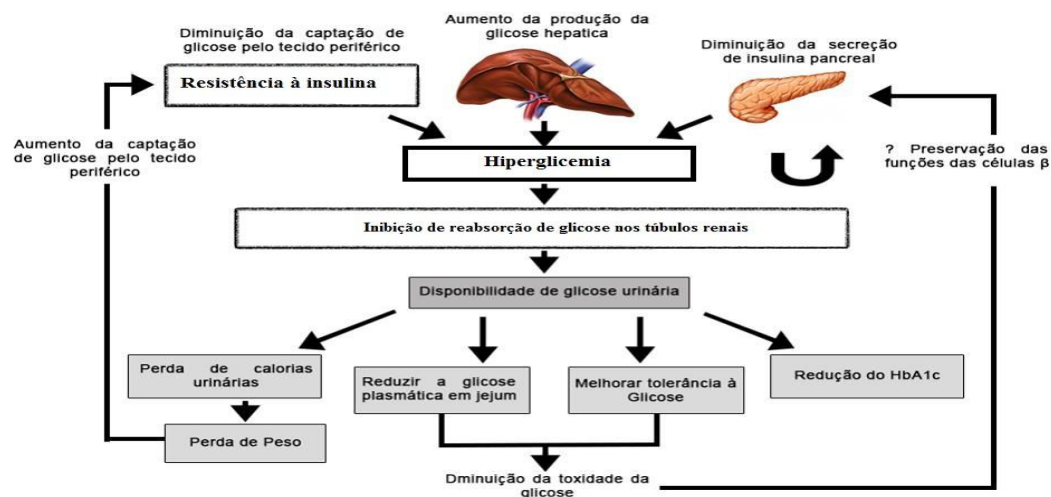 Aumento da produção da
glicose hepatica
Diminuição da captação de
glicose pelo tecido periférico
Diminuição da secreção
de insulina pancreal
Resistência à insulina
Aumento da captação
de glicose pelo tecido
periférico
? Preservação das
funções das células β
Hiperglicemia
Inibição de reabsorção de glicose nos túbulos renais
Disponibilidade de glicose urinária
Perda de calorias
urinárias
Reduzir a glicose
plasmática em jejum
Melhorar tolerância à
Glicose
Redução do HbA1c
Perda de Peso
Dminuição da toxidade da
glicose